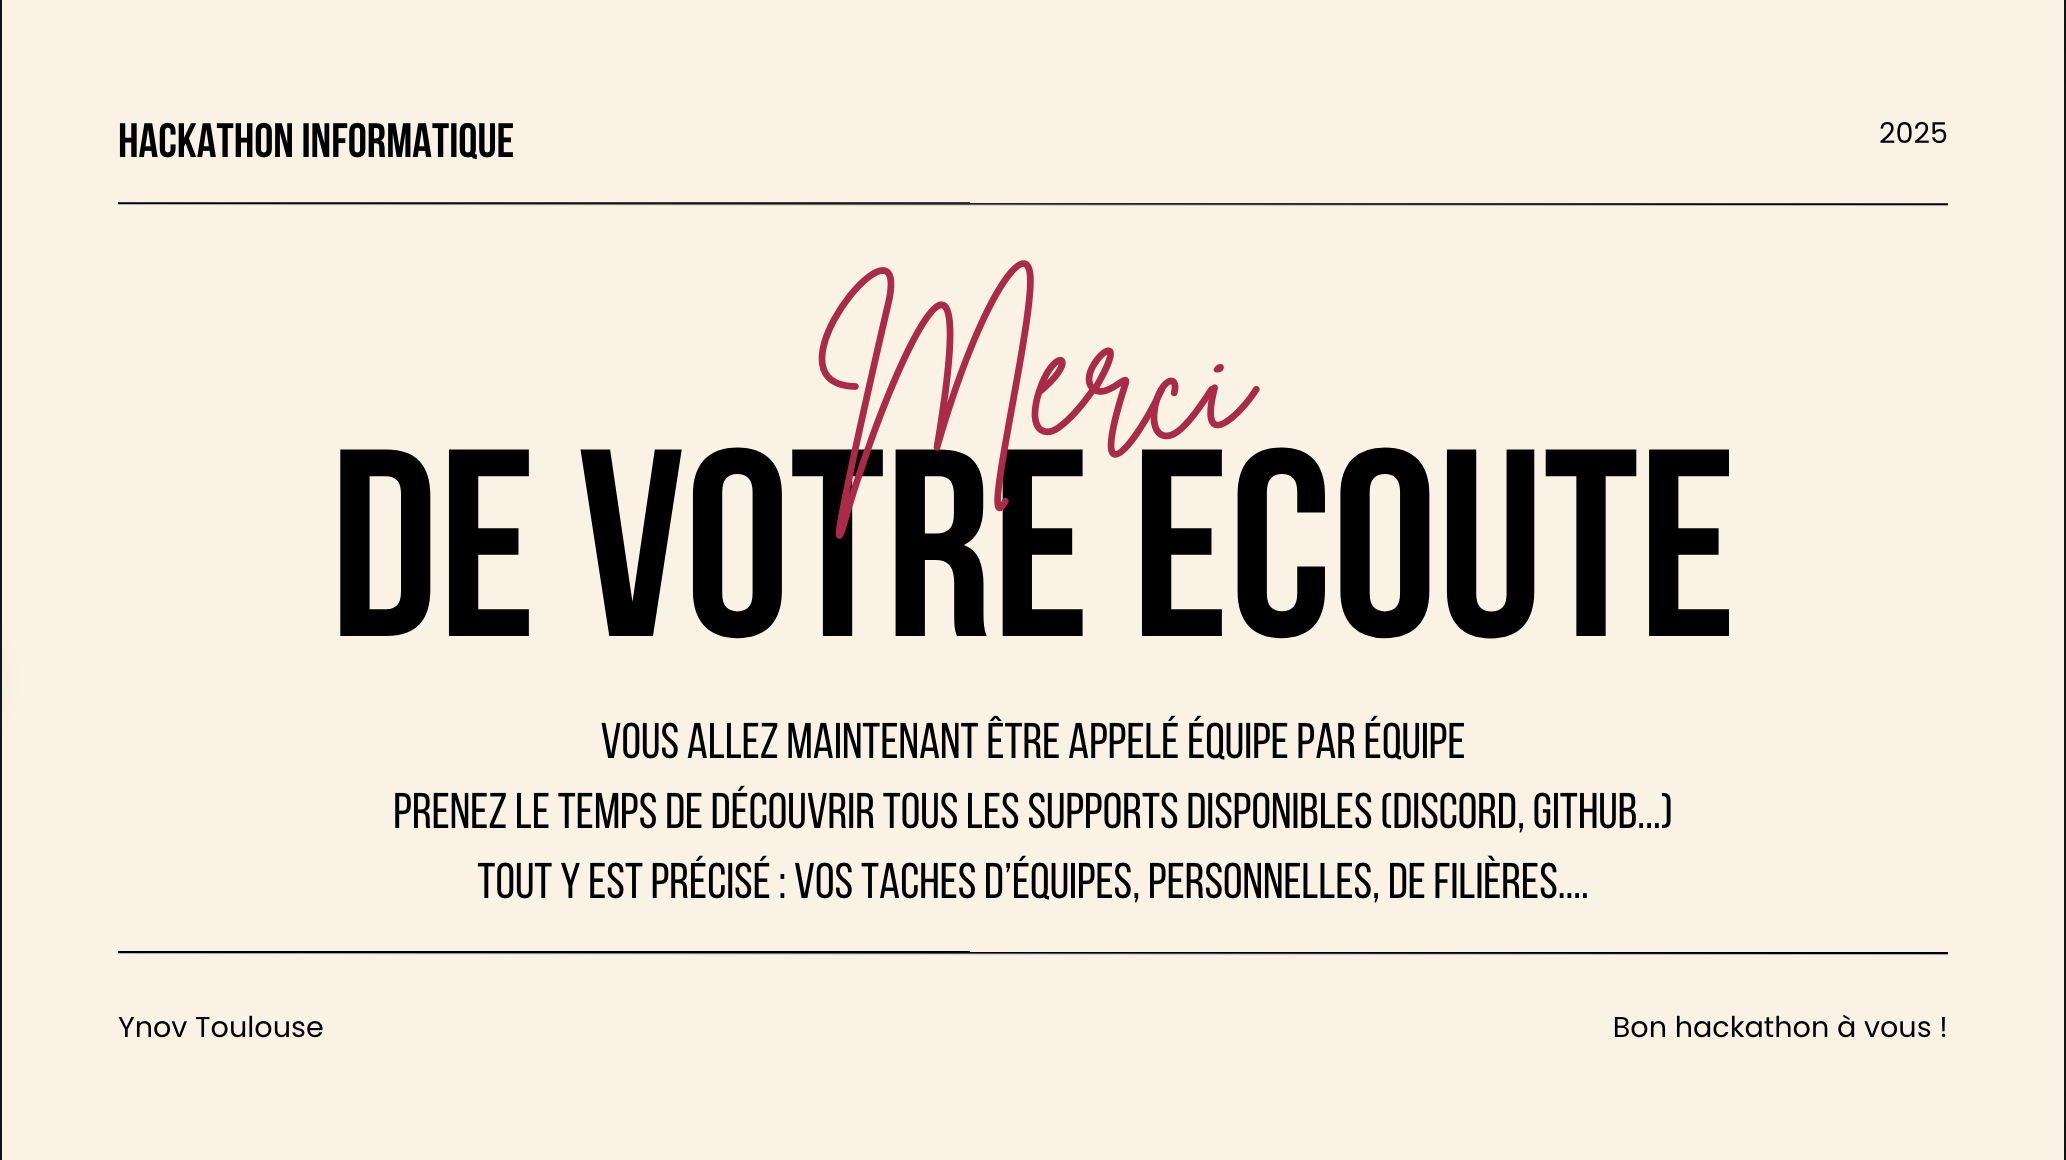 HACKATHON INFORMATIQUE
2025
Merci
DE VOTRE ECOUTE
VOUS ALLEZ MAINTENANT ÊTRE APPELÉ ÉQUIPE PAR ÉQUIPE
PRENEZ LE TEMPS DE DÉCOUVRIR TOUS LES SUPPORTS DISPONIBLES (DISCORD, GITHUB...)
TOUT Y EST PRÉCISÉ : VOS TACHES D’ÉQUIPES, PERSONNELLES, DE FILIÈRES....
Ynov Toulouse
Bon hackathon à vous !